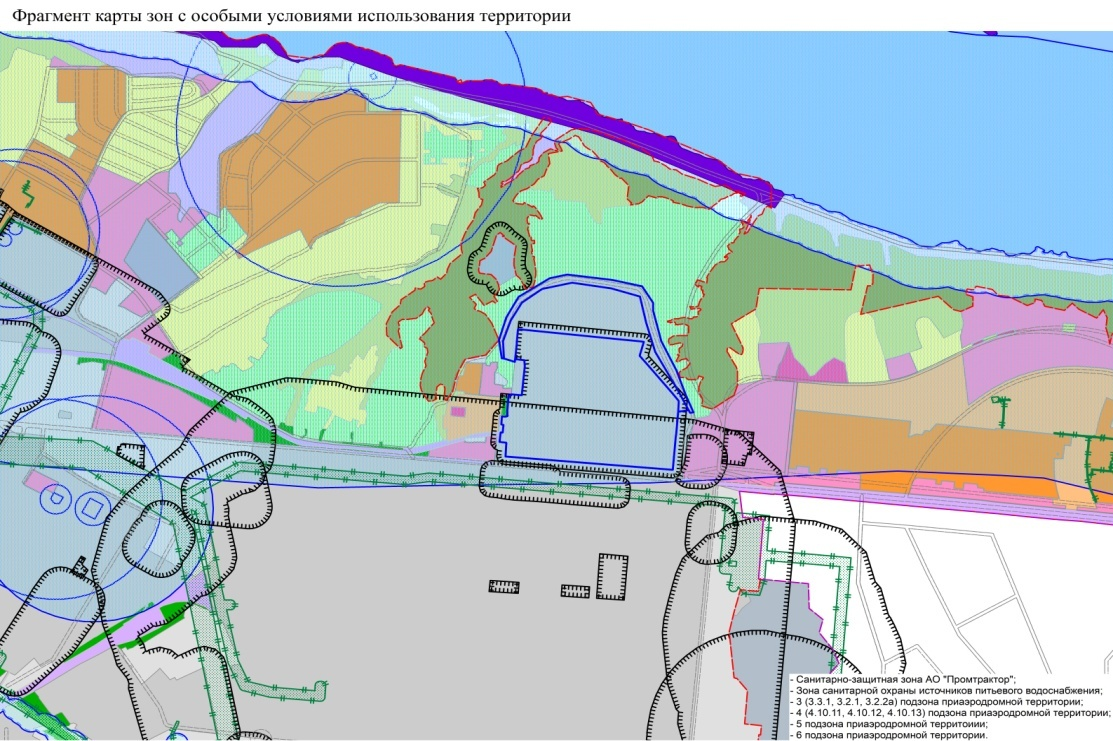 Фрагмент карты зон с особыми условиями использования территории
- Санитарно-защитная зона АО "Промтрактор";
- Зона санитарной охраны источников питьевого водоснабжения;
- 3 (3.3.1, 3.2.1, 3.2.2а) подзона приаэродромной территории;
- 4 (4.10.11, 4.10.12, 4.10.13) подзона приаэродромной территории;
- 5 подзона приаэродромной территоиии;
- 6 подзона приаэродромной территории.